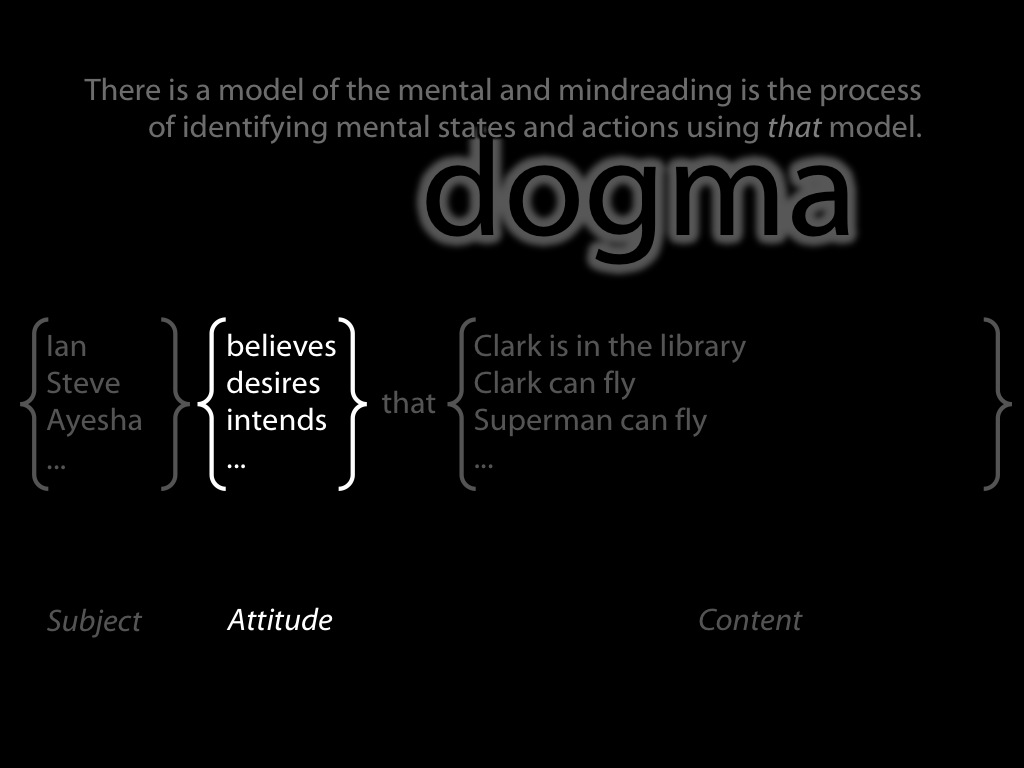 There is a model of the mental and mindreading is the process
of identifying mental states and actions using that model.
dogma
Ian
Steve
Ayesha
...
believes
desires
intends
...
that
Clark is in the library
Clark can fly
Superman can fly
...
Subject
Attitude
Content